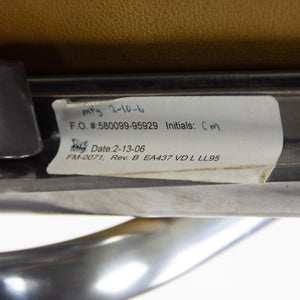 mfg 2-10-6
F.O. #:580099-95929 Initials: Cm
Date:2-13-06
FM-0071; Rev. B EA437 VD L LL95